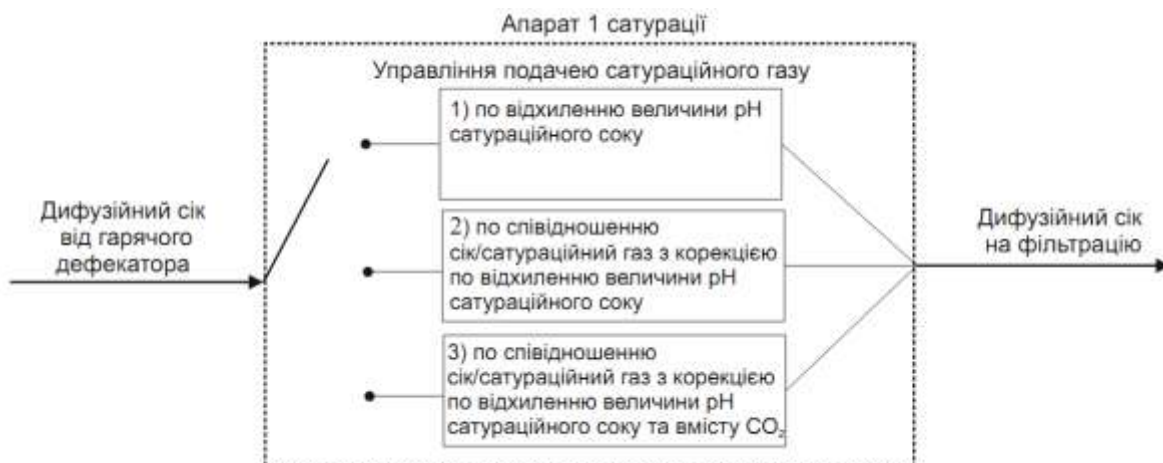 Апарат 1 сатурації
Управління подачею сатураційного газу
1) по відхиленню величини pH
сатураційного соку
Дифузійний сік
від гарячого
дефекатора
2) по співідношенню
сік/сатураційний газ з корекцією
по відхиленню величини pH
сатураційного соку
Дифузійний сік
на фільтрацію
3) по співідношенню
сік/сатураційний газ з корекцією
по відхиленню величини pH
сатураційного соку та вмісту CO₂